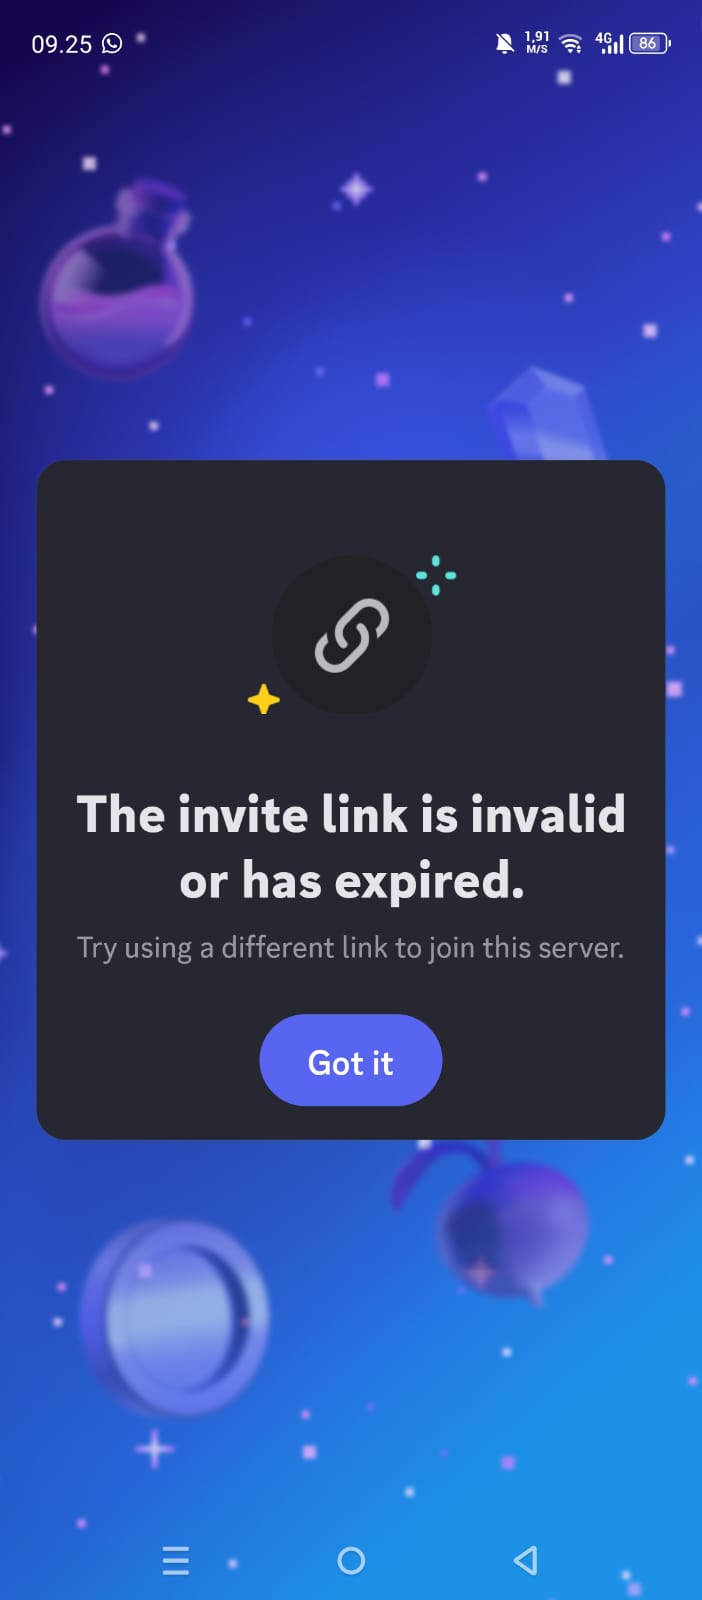 09.25
1,91
M/S
4G
86
The invite link is invalid
or has expired.
Try using a different link to join this server.
Got it